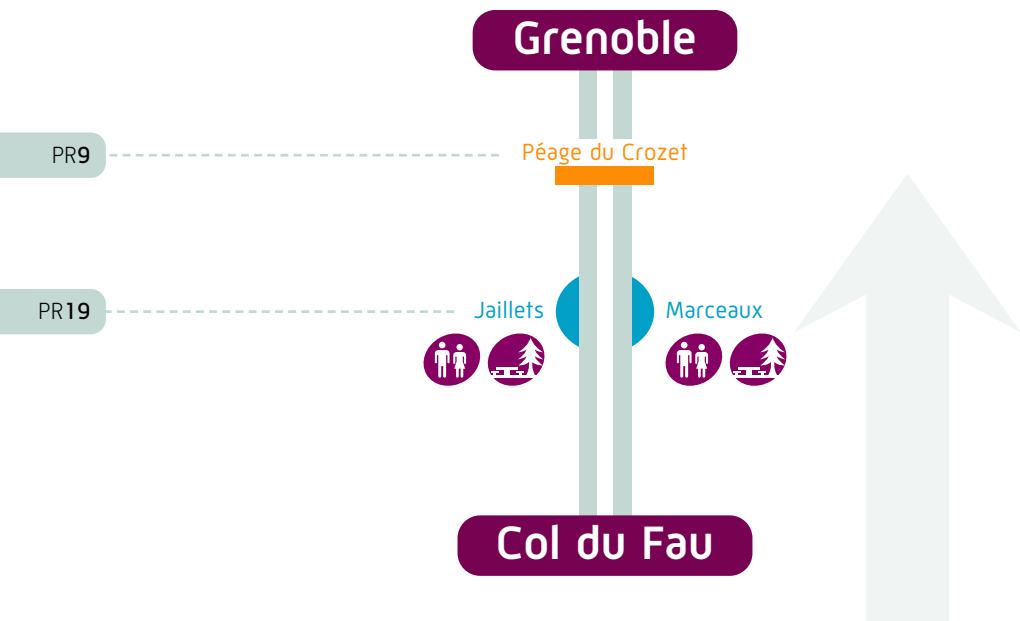 Grenoble
PR9
Péage du Crozet
PR19
Jaillets
Marceaux
Col du Fau